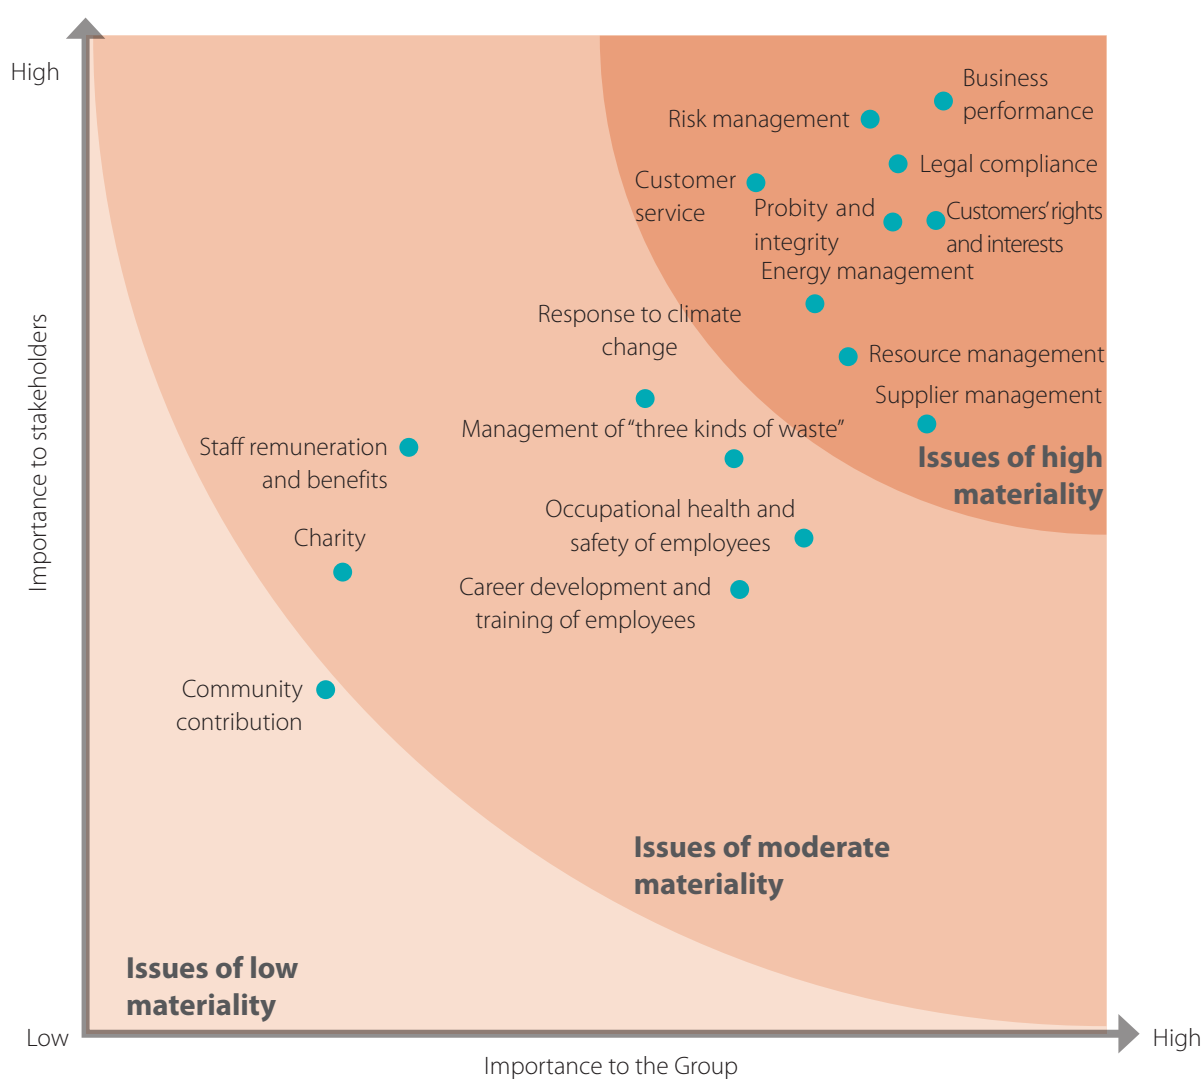 High
Business
performance
Risk management
Legal compliance
Customer
service
Probity and
integrity
Customers' rights
and interests
Energy management
Response to climate
change
Resource management
Supplier management
Management of "three kinds of waste"
Staff remuneration
and benefits
Issues of high
materiality
Occupational health and
safety of employees
Charity
Career development and
training of employees
Community
contribution
Importance to stakeholders
Issues of moderate
materiality
Issues of low
materiality
Low
High
Importance to the Group